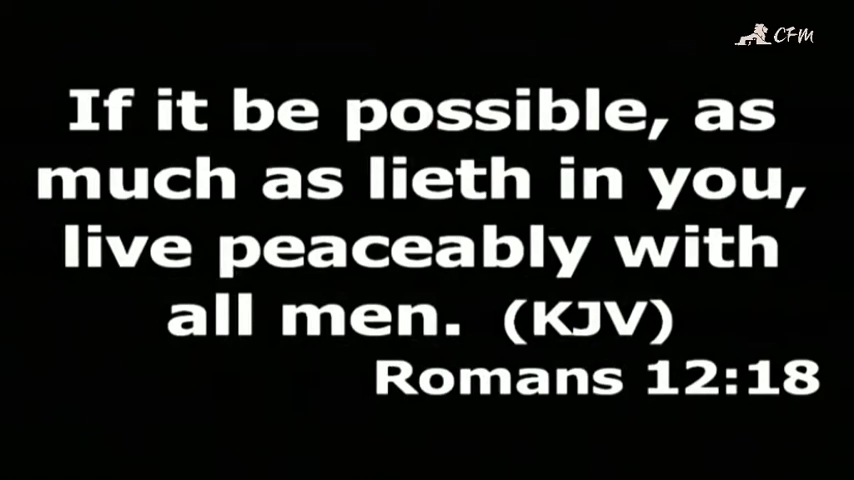 CFM
If it be possible, as
much as lieth in you,
live peaceably with
all men. (KJV)
Romans 12:18